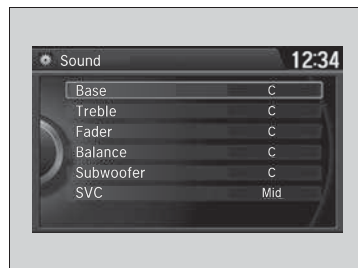 Sound 12:34
Base C
Treble C
Fader C
Balance C
Subwoofer C
SVC Mid